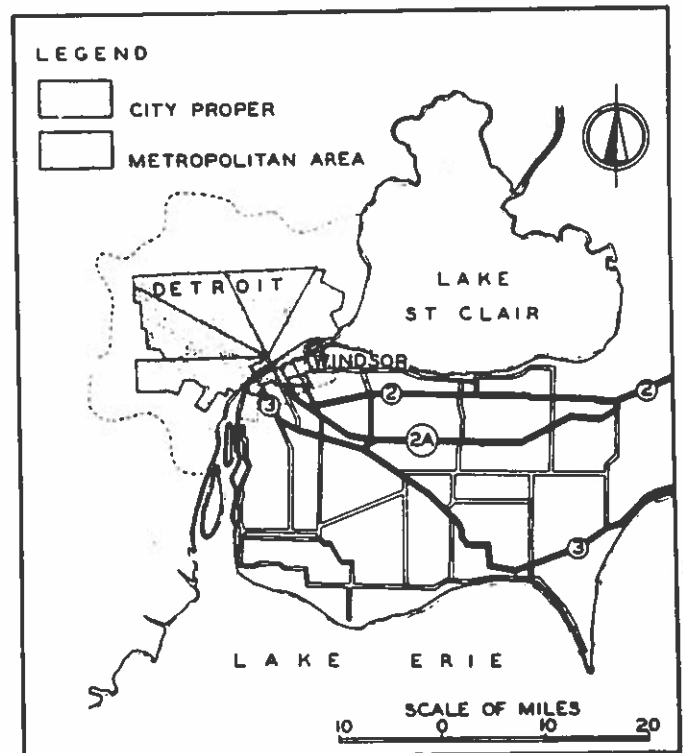 LEGEND
CITY PROPER
METROPOLITAN AREA
DETROIT
LAKE
ST CLAIR
WINDSOR
2
2
3
2A
3
LAKE ERIE
SCALE OF MILES
10 0 10 20